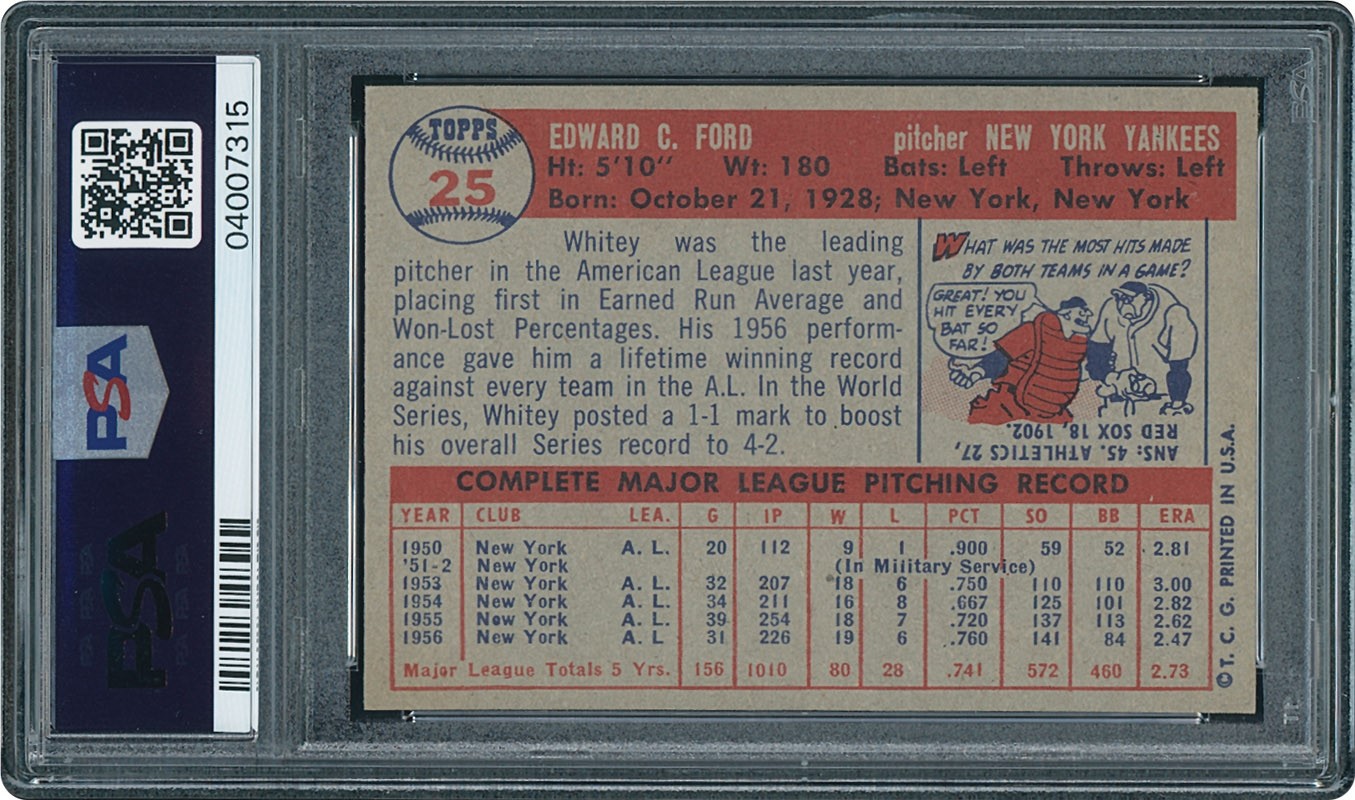 04007315
PSA
PSA
PSA
TOPPS
25
EDWARD C. FORD pitcher NEW YORK YANKEES
Ht: 5'10" Wt: 180 Bats: Left Throws: Left
Born: October 21, 1928; New York, New York
Whitey was the leading
pitcher in the American League last year,
placing first in Earned Run Average and
Won-Lost Percentages. His 1956 perform-
ance gave him a lifetime winning record
against every team in the A.L. In the World
Series, Whitey posted a 1-1 mark to boost
his overall Series record to 4-2.
WHAT WAS THE MOST HITS MADE
BY BOTH TEAMS IN A GAME?
GREAT! YOU
HIT EVERY
BAT SO
FAR!
ANS: 45. ATHLETICS 27,
RED SOX 18, 1902.
COMPLETE MAJOR LEAGUE PITCHING RECORD
YEAR CLUB LEA. G IP W L PCT SO BB ERA
1950 New York A. L. 20 112 9 1 .900 59 52 2.81
'51-2 New York (In Military Service)
1953 New York A. L. 32 207 18 6 .750 110 110 3.00
1954 New York A. L. 34 211 16 8 .667 125 101 2.82
1955 New York A. L. 39 254 18 7 .720 137 113 2.62
1956 New York A. L 31 226 19 6 .760 141 84 2.47
Major League Totals 5 Yrs. 156 1010 80 28 .741 572 460 2.73
© T. C. G. PRINTED IN U.S.A.